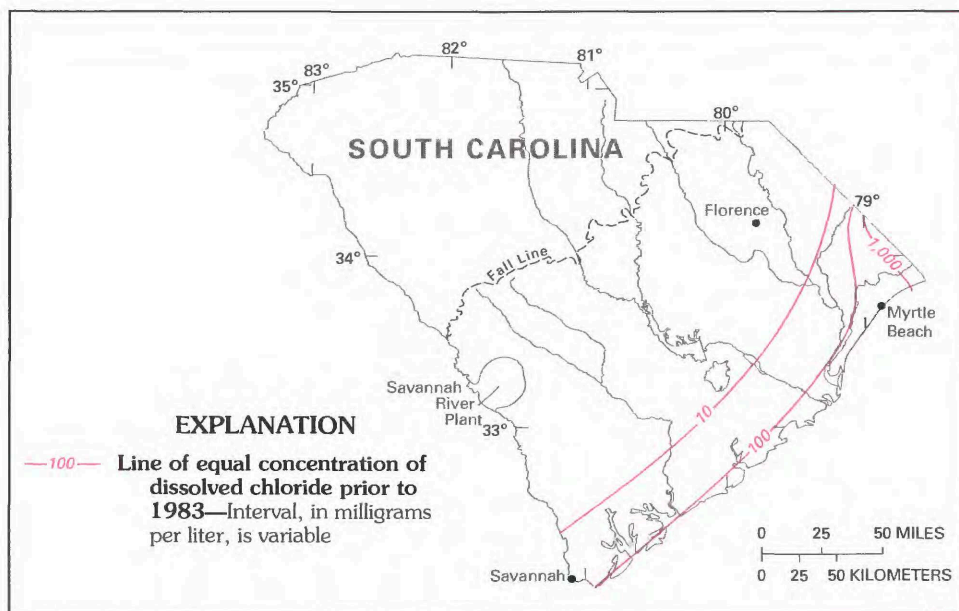 82°
81°
83°
35°
80°
SOUTH CAROLINA
79°
Florence
1,000
34°
Fall Line
Myrtle
Beach
Savannah
River
Plant
10
33°
100
EXPLANATION
—100— Line of equal concentration of
dissolved chloride prior to
1983—Interval, in milligrams
per liter, is variable
0 25 50 MILES
0 25 50 KILOMETERS
Savannah